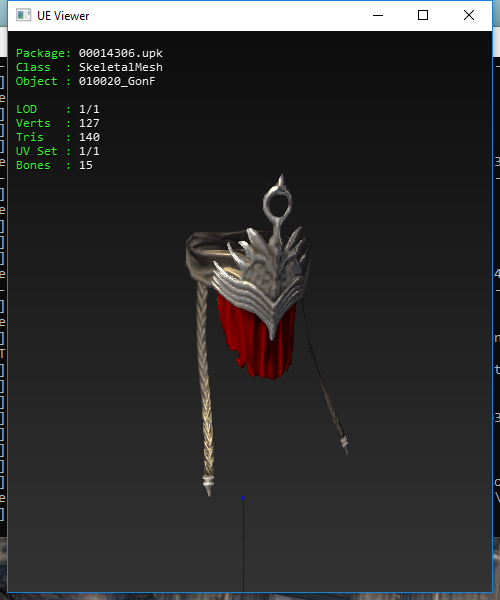 UE Viewer
Package: 00014306.upk
Class : SkeletalMesh
Object : 010020_GonF
LOD : 1/1
Verts : 127
Tris : 140
UV Set : 1/1
Bones : 15